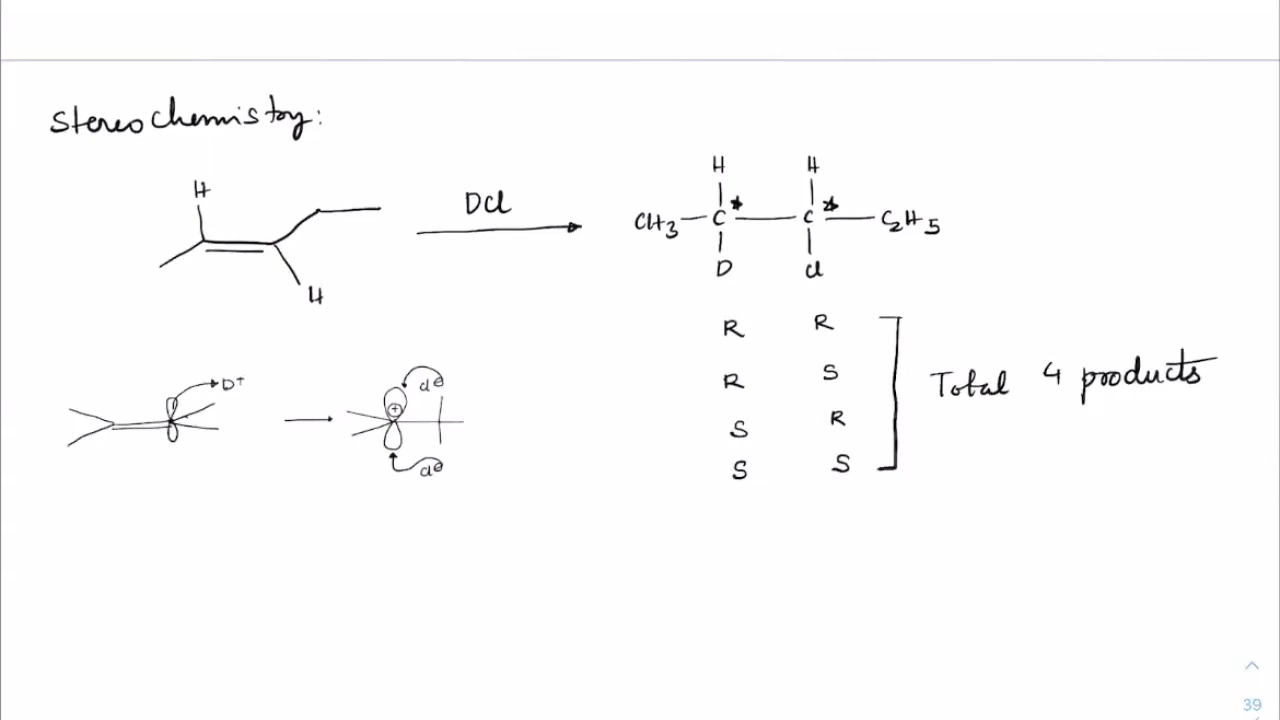 Stereochemistry:
H
DCl
H
H H
CH3 - C* - C* - C2H5
D Cl
R R
R S
S R
S S
Total 4 products
D+
+
Cl⊖
Cl⊖
39